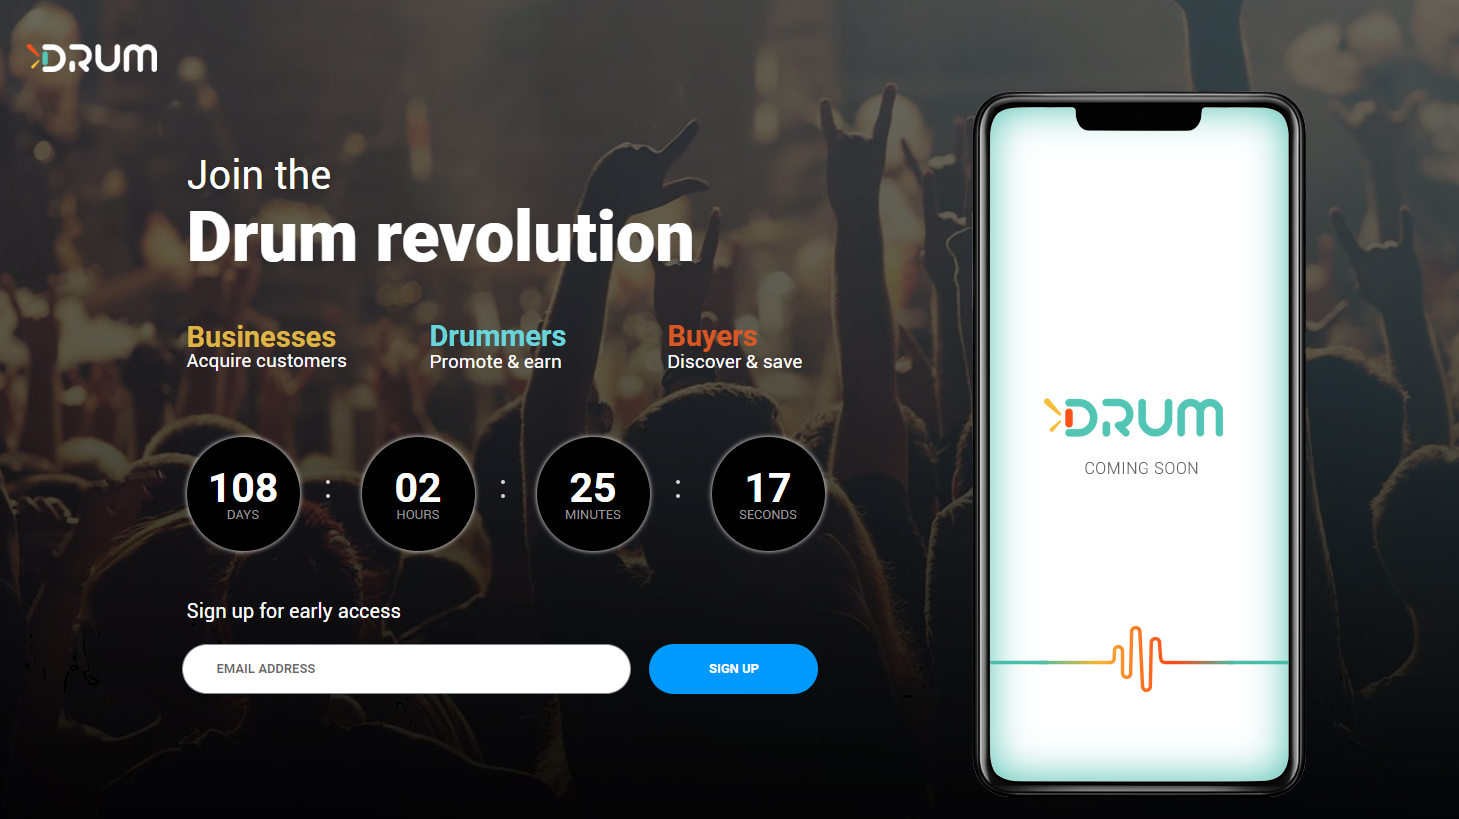 DRUM
Join the
Drum revolution
Businesses
Acquire customers
Drummers
Promote & earn
Buyers
Discover & save
108 : 02 : 25 : 17
DAYS HOURS MINUTES SECONDS
Sign up for early access
EMAIL ADDRESS
SIGN UP
DRUM
COMING SOON